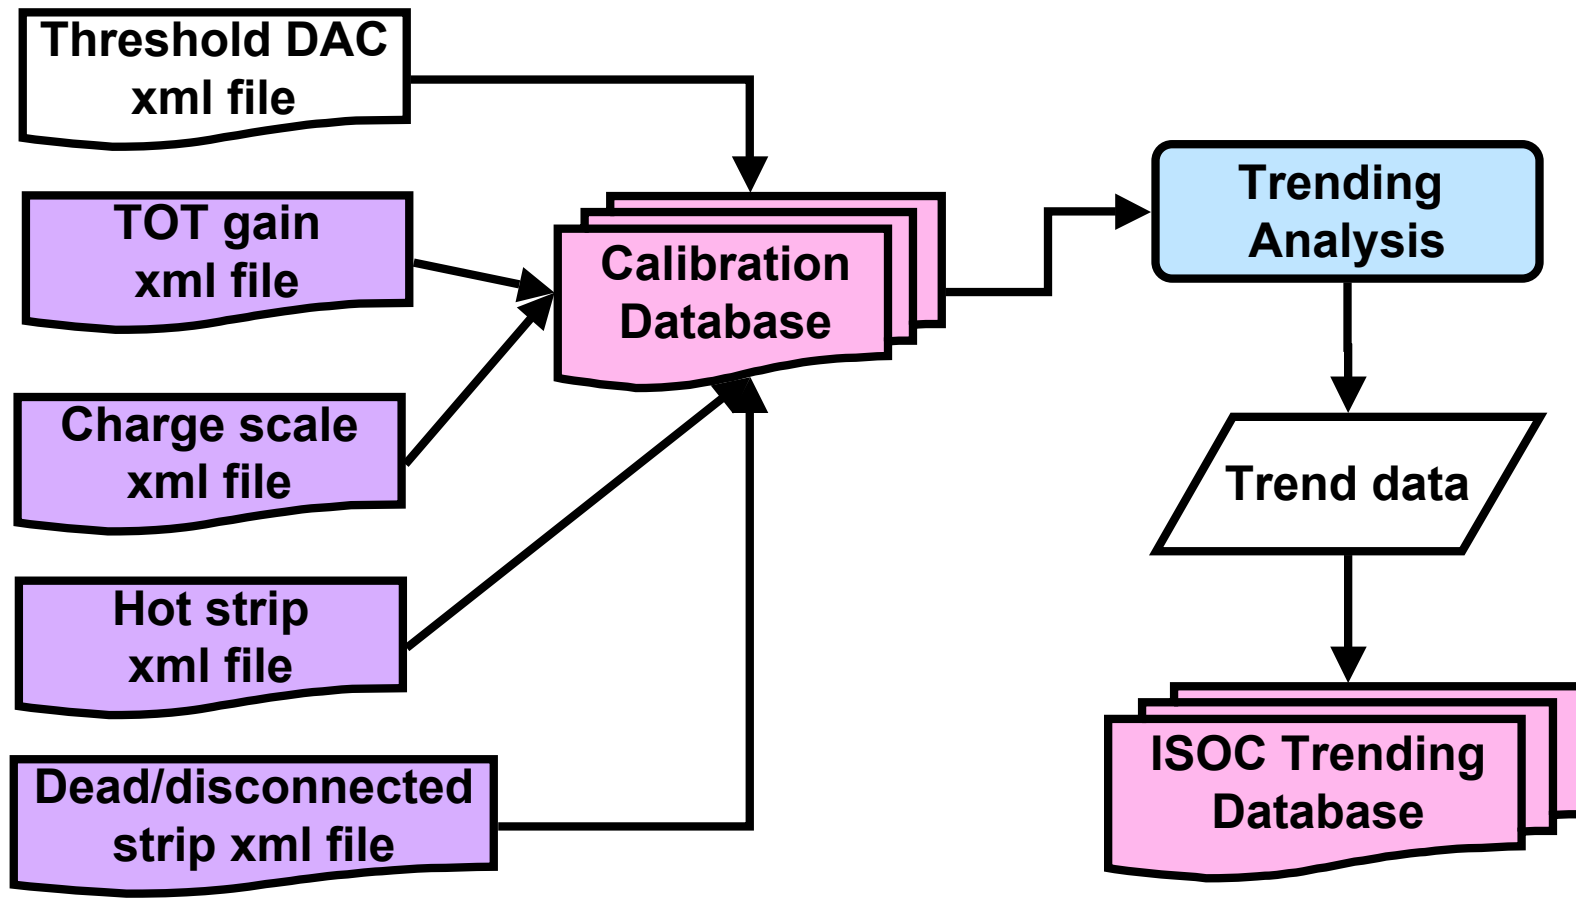 Threshold DAC
xml file
TOT gain
xml file
Charge scale
xml file
Hot strip
xml file
Dead/disconnected
strip xml file
Calibration
Database
Trending
Analysis
Trend data
ISOC Trending
Database